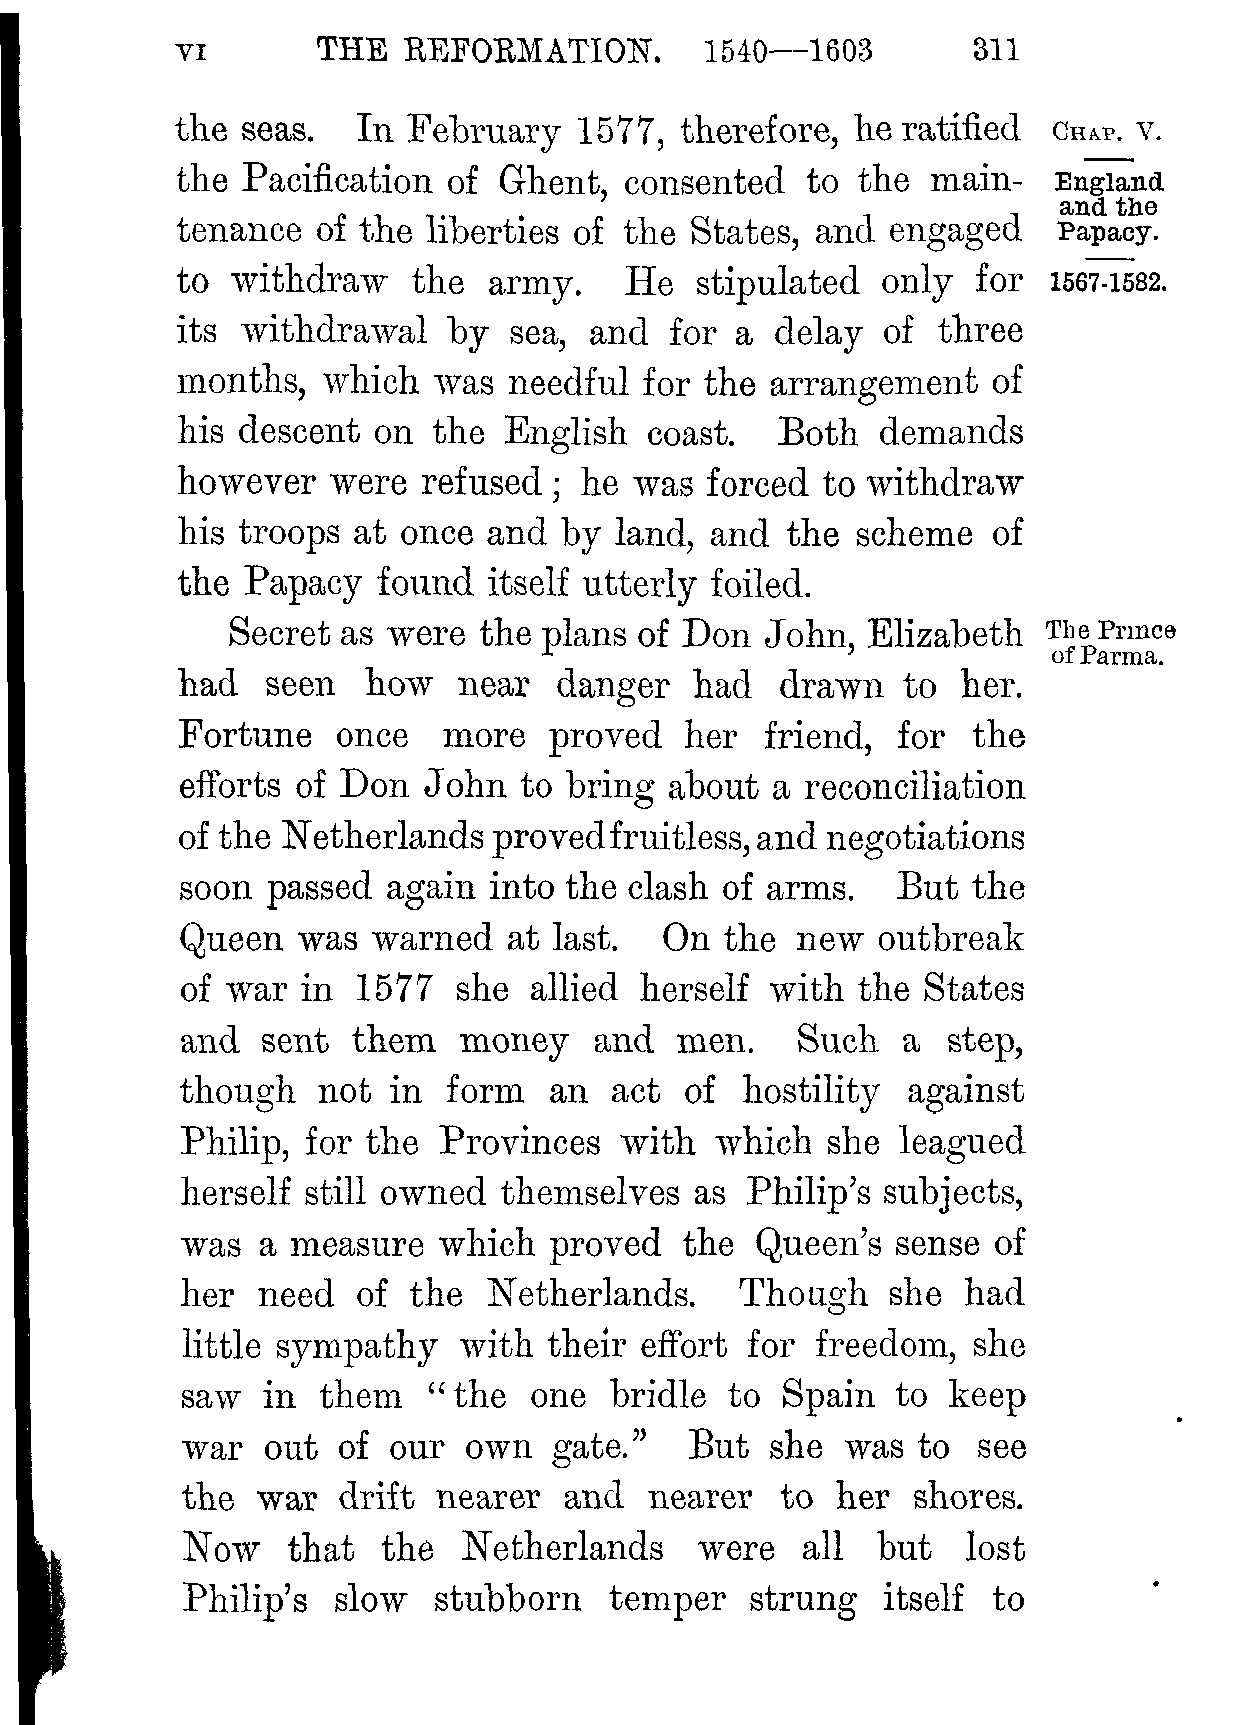 VI THE REFORMATION. 1540—1603 311
the seas. In February 1577, therefore, he ratified
the Pacification of Ghent, consented to the main-
tenance of the liberties of the States, and engaged
to withdraw the army. He stipulated only for
its withdrawal by sea, and for a delay of three
months, which was needful for the arrangement of
his descent on the English coast. Both demands
however were refused; he was forced to withdraw
his troops at once and by land, and the scheme of
the Papacy found itself utterly foiled.
CHAP. V.
England
and the
Papacy.
1567-1582.
Secret as were the plans of Don John, Elizabeth
had seen how near danger had drawn to her.
Fortune once more proved her friend, for the
efforts of Don John to bring about a reconciliation
of the Netherlands proved fruitless, and negotiations
soon passed again into the clash of arms. But the
Queen was warned at last. On the new outbreak
of war in 1577 she allied herself with the States
and sent them money and men. Such a step,
though not in form an act of hostility against
Philip, for the Provinces with which she leagued
herself still owned themselves as Philip's subjects,
was a measure which proved the Queen's sense of
her need of the Netherlands. Though she had
little sympathy with their effort for freedom, she
saw in them "the one bridle to Spain to keep
war out of our own gate." But she was to see
the war drift nearer and nearer to her shores.
Now that the Netherlands were all but lost
Philip's slow stubborn temper strung itself to
The Prince
of Parma.